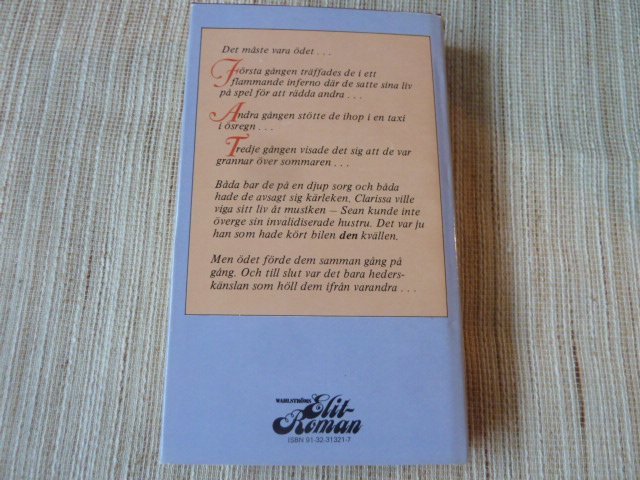 Det måste vara ödet . . .
Första gången träffades de i ett
flammande inferno där de satte sina liv
på spel för att rädda andra . . .
Andra gången stötte de ihop i en taxi
i ösregn . . .
Tredje gången visade det sig att de var
grannar över sommaren . . .
Båda bar de på en djup sorg och båda
hade de avsagt sig kärleken. Clarissa ville
viga sitt liv åt musiken – Sean kunde inte
överge sin invalidiserade hustru. Det var ju
han som hade kört bilen den kvällen.
Men ödet förde dem samman gång på
gång. Och till slut var det bara heders-
känslan som höll dem ifrån varandra . . .
WAHLSTRÖMS
Elit-
Roman
ISBN 91-32-31321-7